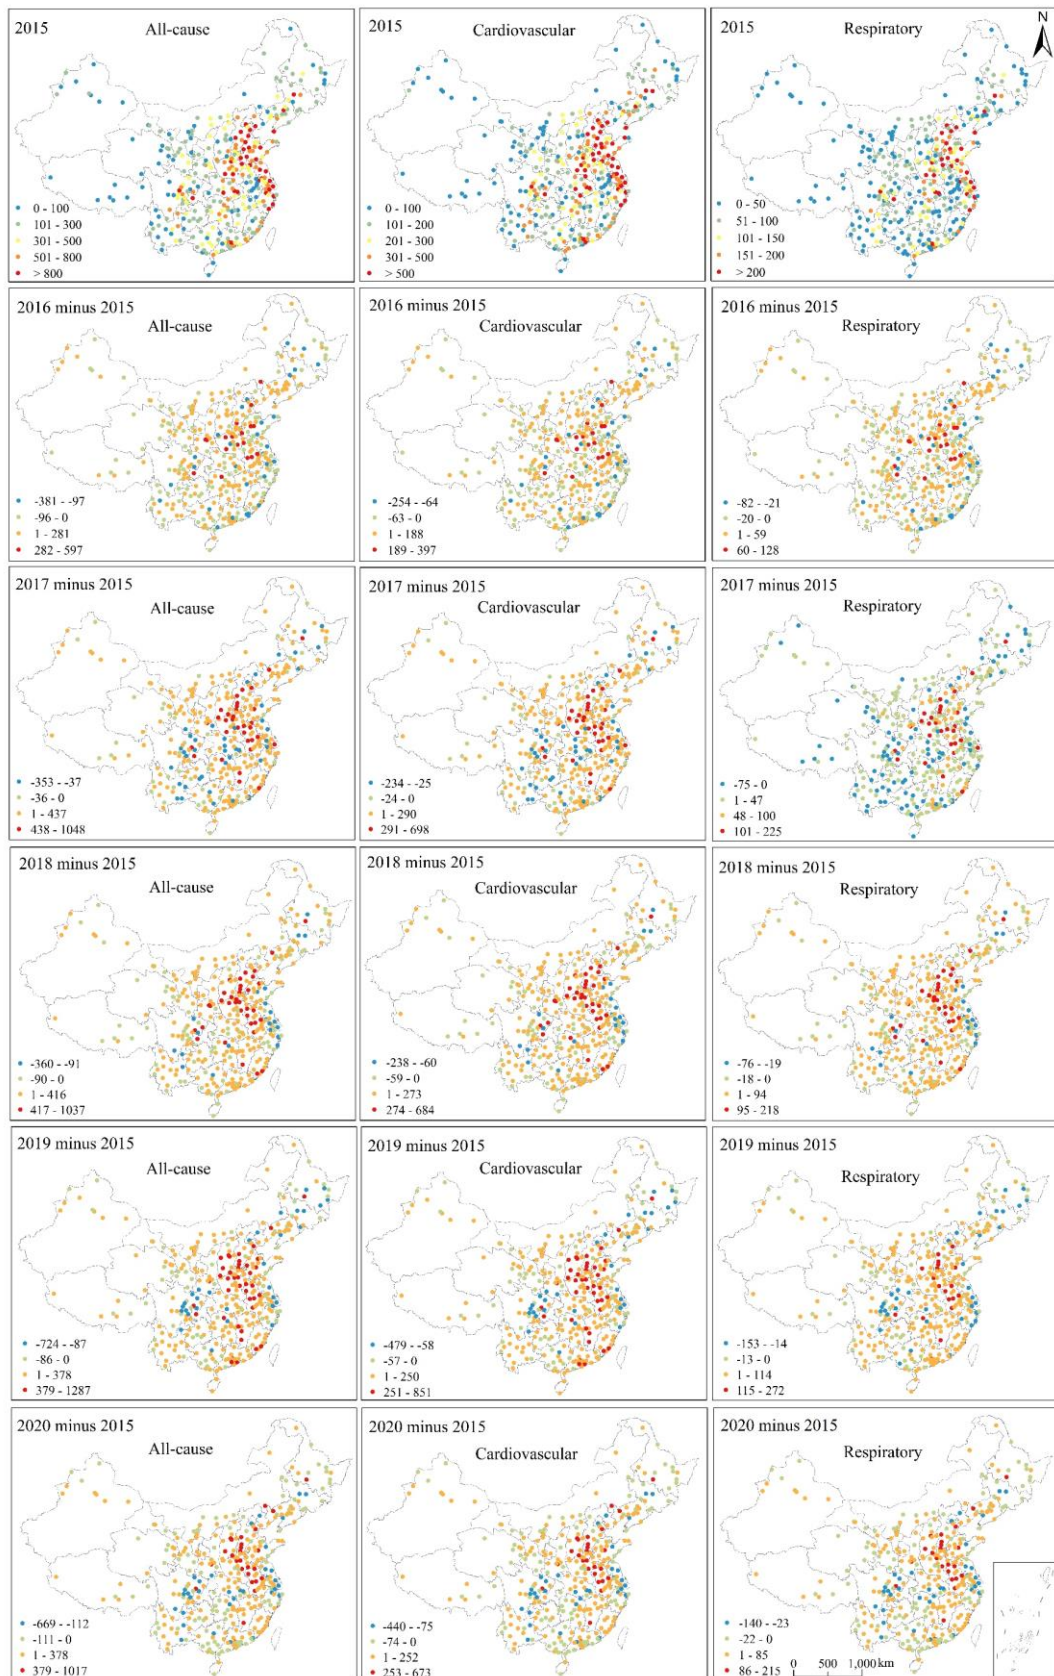 2015
All-cause
0 - 100
101 - 300
301 - 500
501 - 800
> 800
2015
Cardiovascular
0 - 100
101 - 200
201 - 300
301 - 500
> 500
2015
Respiratory
N
0 - 50
51 - 100
101 - 150
151 - 200
> 200
2016 minus 2015
All-cause
-381 - -97
-96 - 0
1 - 281
282 - 597
2016 minus 2015
Cardiovascular
-254 - -64
-63 - 0
1 - 188
189 - 397
2016 minus 2015
Respiratory
-82 - -21
-20 - 0
1 - 59
60 - 128
2017 minus 2015
All-cause
-353 - -37
-36 - 0
1 - 437
438 - 1048
2017 minus 2015
Cardiovascular
-234 - -25
-24 - 0
1 - 290
291 - 698
2017 minus 2015
Respiratory
-75 - 0
1 - 47
48 - 100
101 - 225
2018 minus 2015
All-cause
-360 - -91
-90 - 0
1 - 416
417 - 1037
2018 minus 2015
Cardiovascular
-238 - -60
-59 - 0
1 - 273
274 - 684
2018 minus 2015
Respiratory
-76 - -19
-18 - 0
1 - 94
95 - 218
2019 minus 2015
All-cause
-724 - -87
-86 - 0
1 - 378
379 - 1287
2019 minus 2015
Cardiovascular
-479 - -58
-57 - 0
1 - 250
251 - 851
2019 minus 2015
Respiratory
-153 - -14
-13 - 0
1 - 114
115 - 272
2020 minus 2015
All-cause
-669 - -112
-111 - 0
1 - 378
379 - 1017
2020 minus 2015
Cardiovascular
-440 - -75
-74 - 0
1 - 252
253 - 673
2020 minus 2015
Respiratory
-140 - -23
-22 - 0
1 - 85
86 - 215
0 500 1,000 km